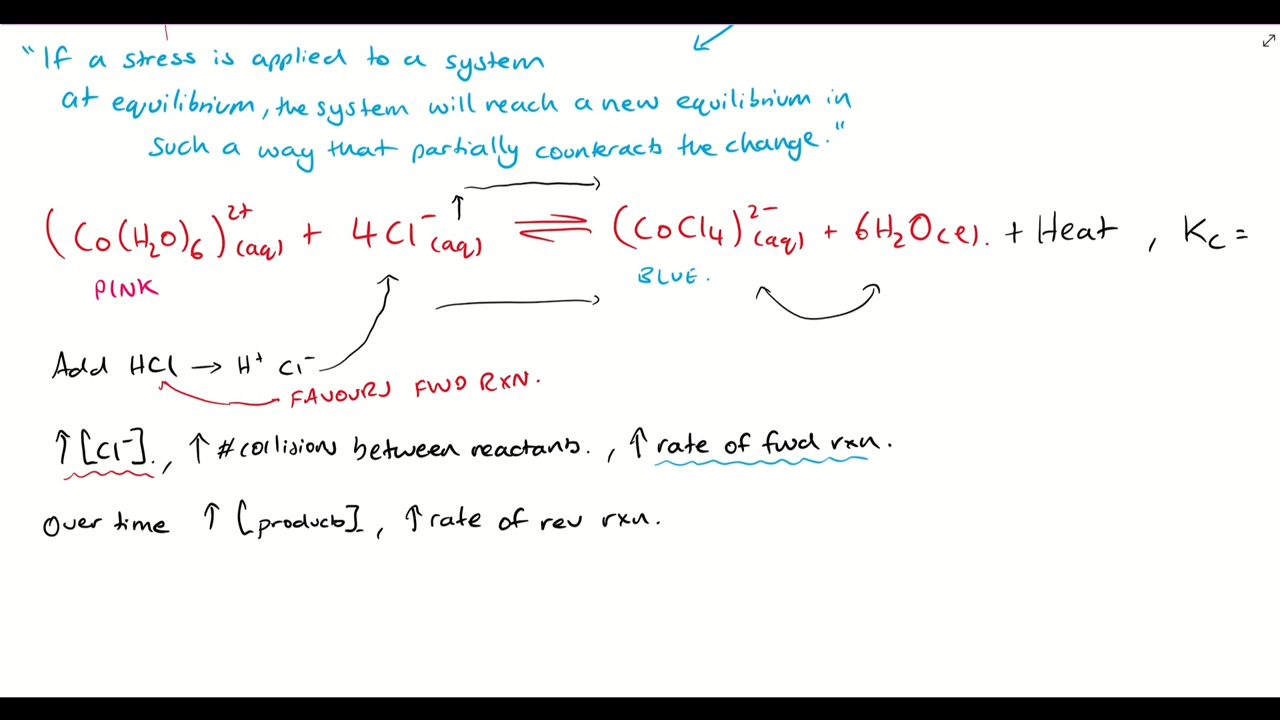 "If a stress is applied to a system
at equilibrium, the system will reach a new equilibrium in
such a way that partially counteracts the change."
(Co(H₂O)₆)²⁺(aq) + 4Cl⁻(aq) ↑ ⇌ (CoCl₄)²⁻(aq) + 6H₂O(l). + Heat , Kc =
PINK BLUE.
Add HCl → H⁺ Cl⁻
FAVOURS FWD RXN.
↑ [Cl⁻]. , ↑ # collision between reactants. , ↑ rate of fwd rxn.
Over time ↑ [products], ↑ rate of rev rxn.